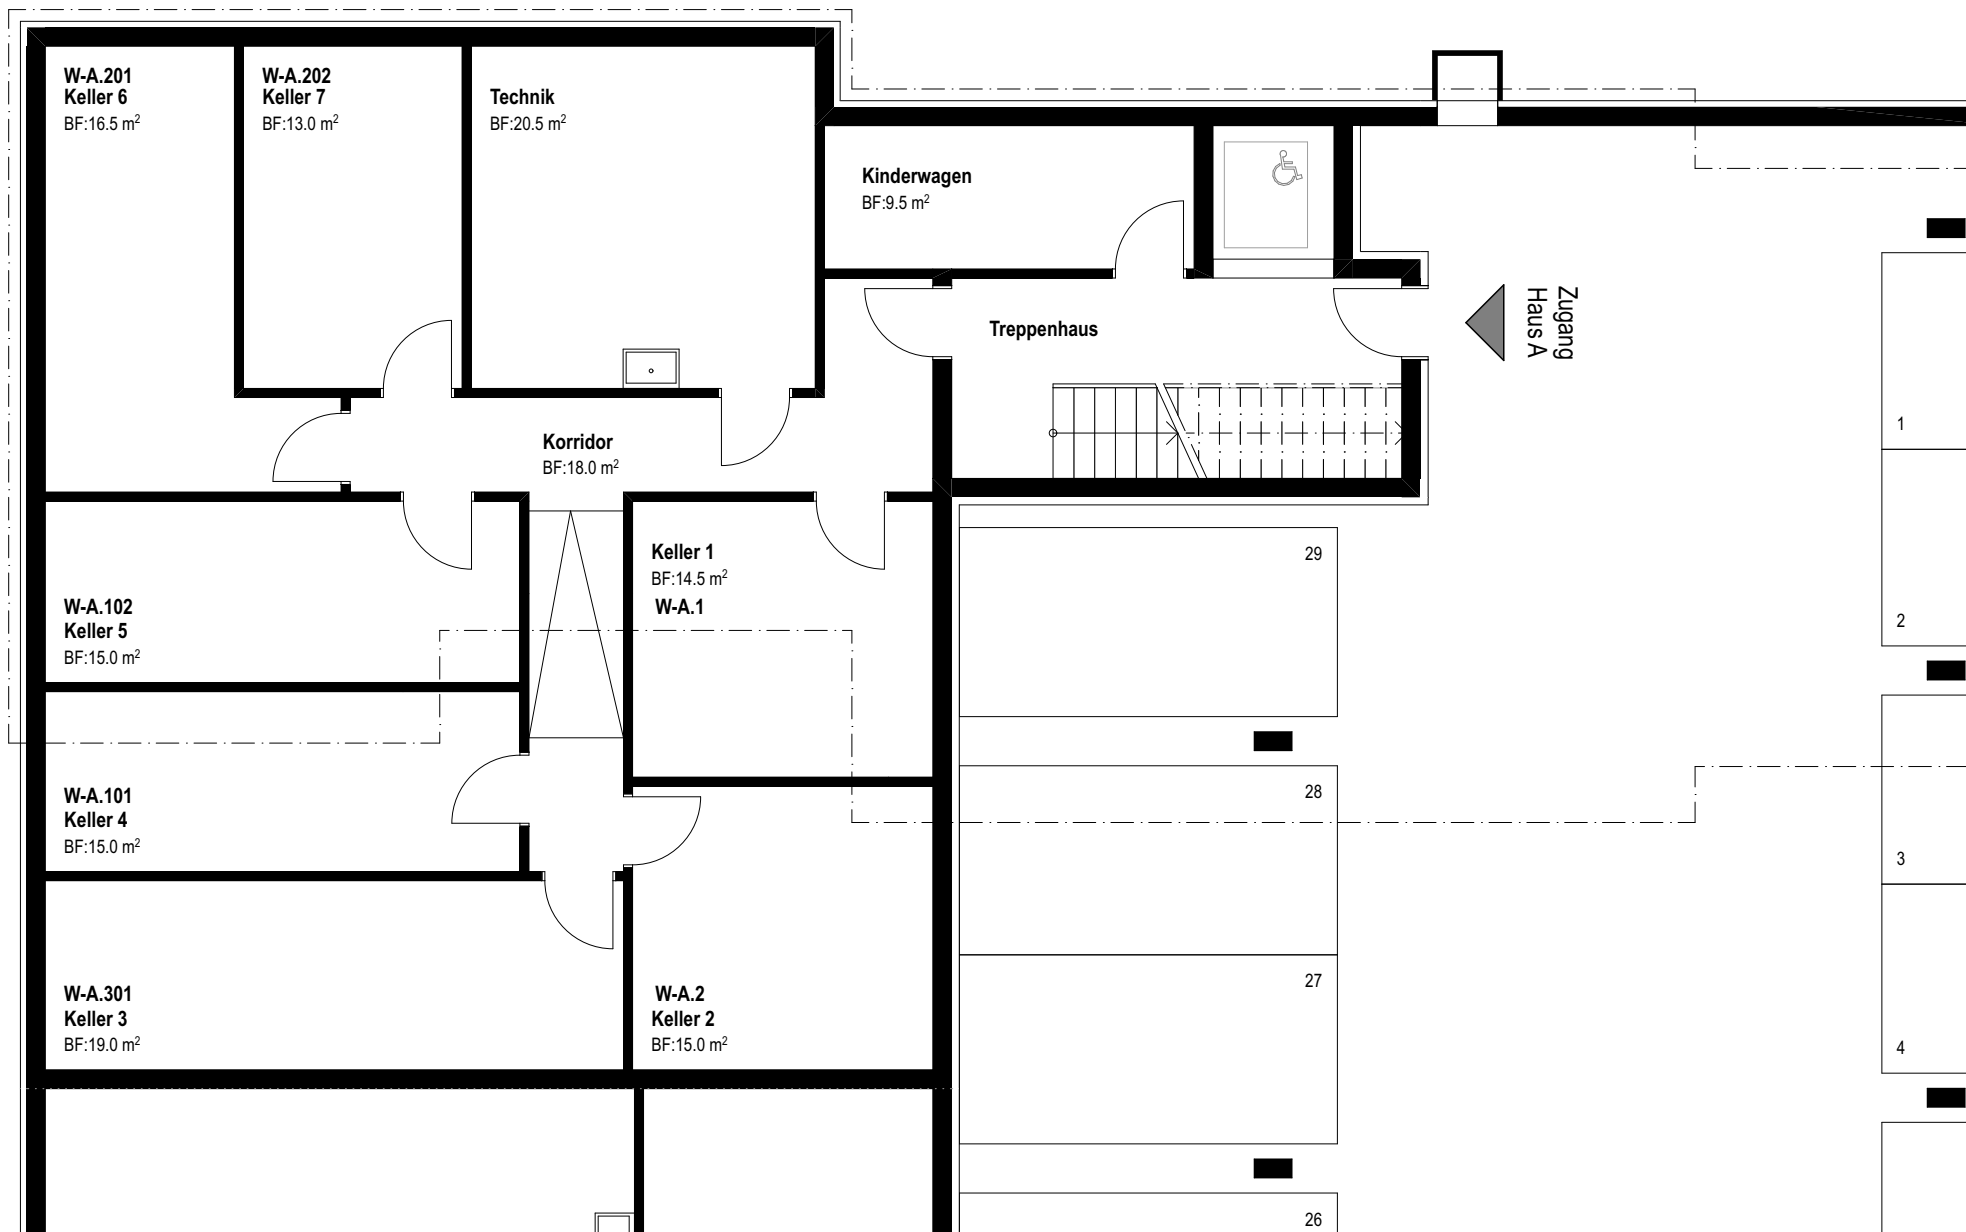 W-A.201
Keller 6
BF:16.5 m²
W-A.202
Keller 7
BF:13.0 m²
Technik
BF:20.5 m²
Kinderwagen
BF:9.5 m²
Treppenhaus
Zugang
Haus A
Korridor
BF:18.0 m²
Keller 1
BF:14.5 m²
W-A.1
W-A.102
Keller 5
BF:15.0 m²
W-A.101
Keller 4
BF:15.0 m²
W-A.301
Keller 3
BF:19.0 m²
W-A.2
Keller 2
BF:15.0 m²
29
28
27
26
1
2
3
4